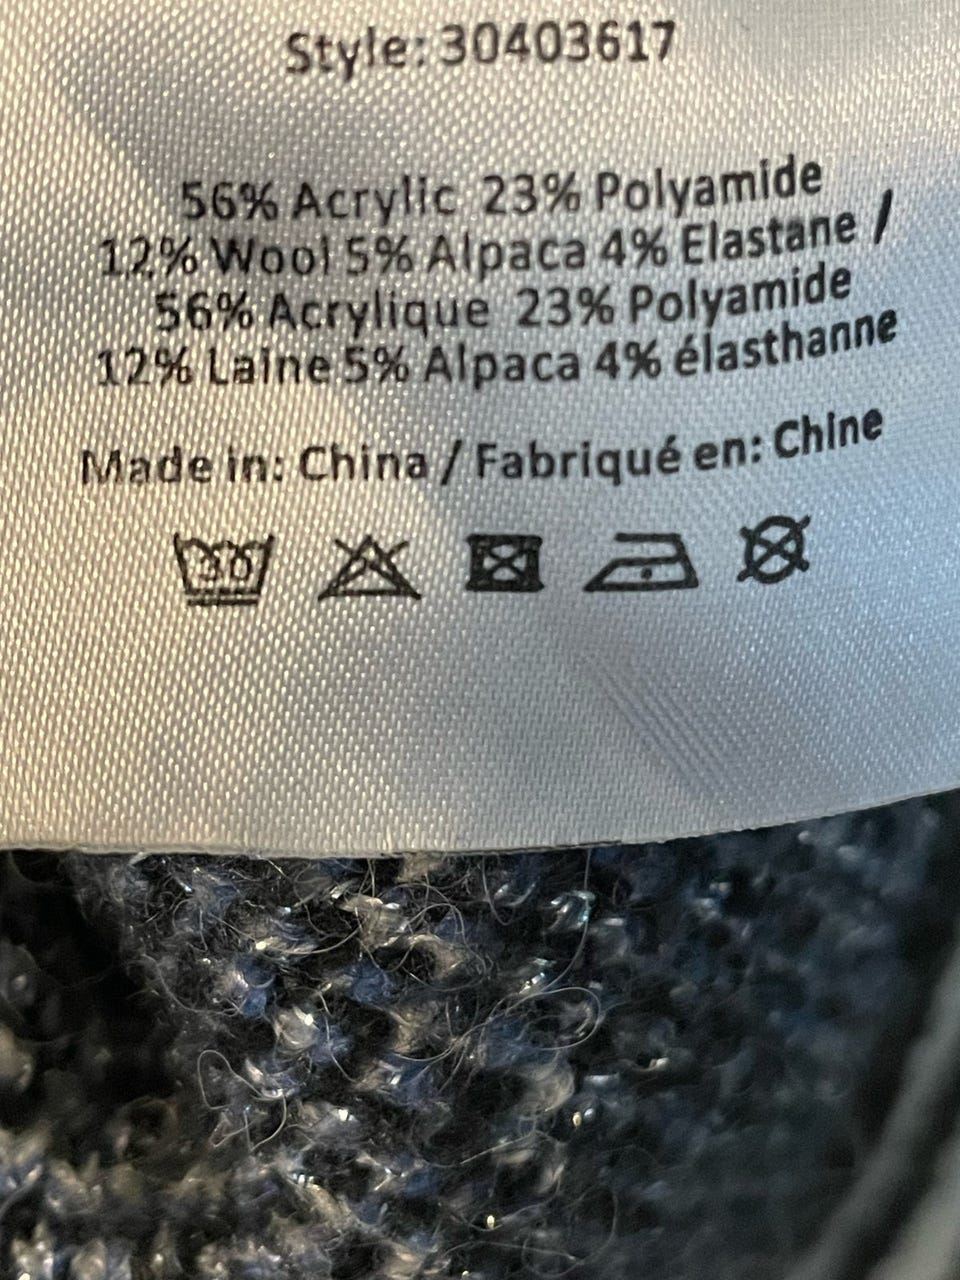 Style: 30403617
56% Acrylic 23% Polyamide
12% Wool 5% Alpaca 4% Elastane /
56% Acrylique 23% Polyamide
12% Laine 5% Alpaca 4% élasthanne
Made in: China / Fabriqué en: Chine
30